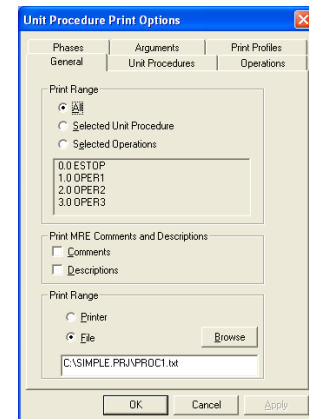 Unit Procedure Print Options
Phases Arguments Print Profiles
General Unit Procedures Operations
Print Range
All
Selected Unit Procedure
Selected Operations
0.0 ESTOP
1.0 OPER1
2.0 OPER2
3.0 OPER3
Print MRE Comments and Descriptions
Comments
Descriptions
Print Range
Printer
File Browse
C:\SIMPLE.PRJ\PROC1.txt
OK Cancel Apply